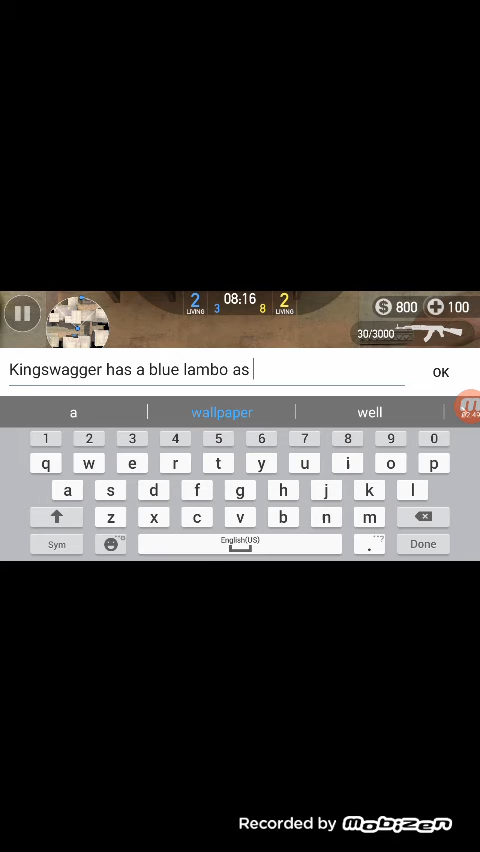 2 08:16 2
LIVING 3 8 LIVING
$ 800 + 100
30/3000
Kingswagger has a blue lambo as
OK
a wallpaper well
1 2 3 4 5 6 7 8 9 0
q w e r t y u i o p
a s d f g h j k l
z x c v b n m
Sym English(US) . Done
Recorded by Mobizen